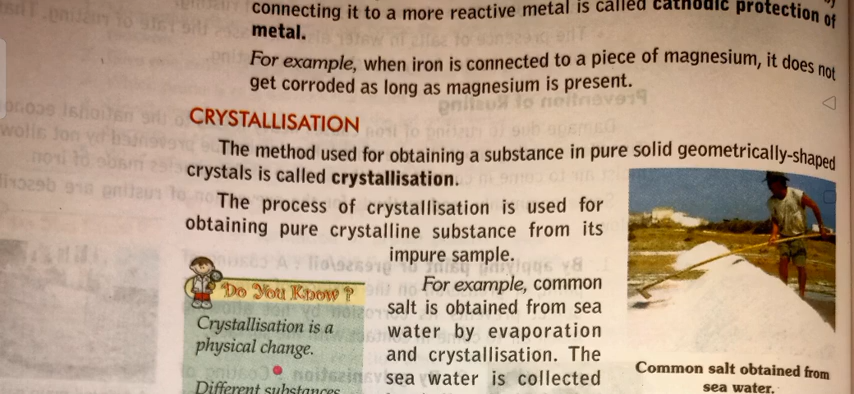 connecting it to a more reactive metal is called cathodic protection of
metal.
For example, when iron is connected to a piece of magnesium, it does not
get corroded as long as magnesium is present.
CRYSTALLISATION
The method used for obtaining a substance in pure solid geometrically-shaped
crystals is called crystallisation.
The process of crystallisation is used for
obtaining pure crystalline substance from its
impure sample.
For example, common
salt is obtained from sea
water by evaporation
and crystallisation. The
sea water is collected
Do You Know ?
Crystallisation is a
physical change.
Different substances
Common salt obtained from
sea water.